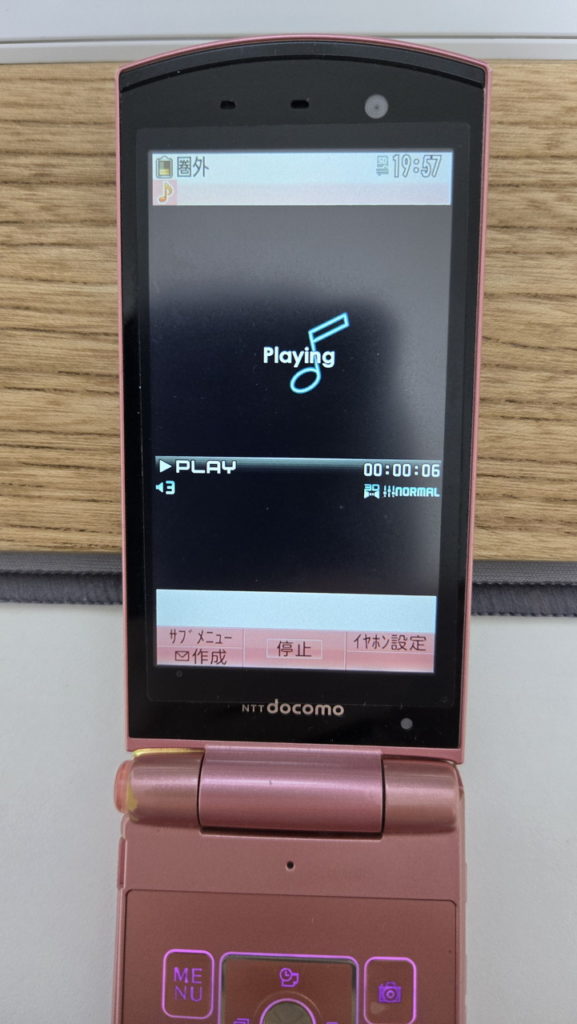 圏外 19:57
Playing
PLAY 00:00:06
3 3D NORMAL
サブメニュー 停止 イヤホン設定
作成
NTT docomo
MENU